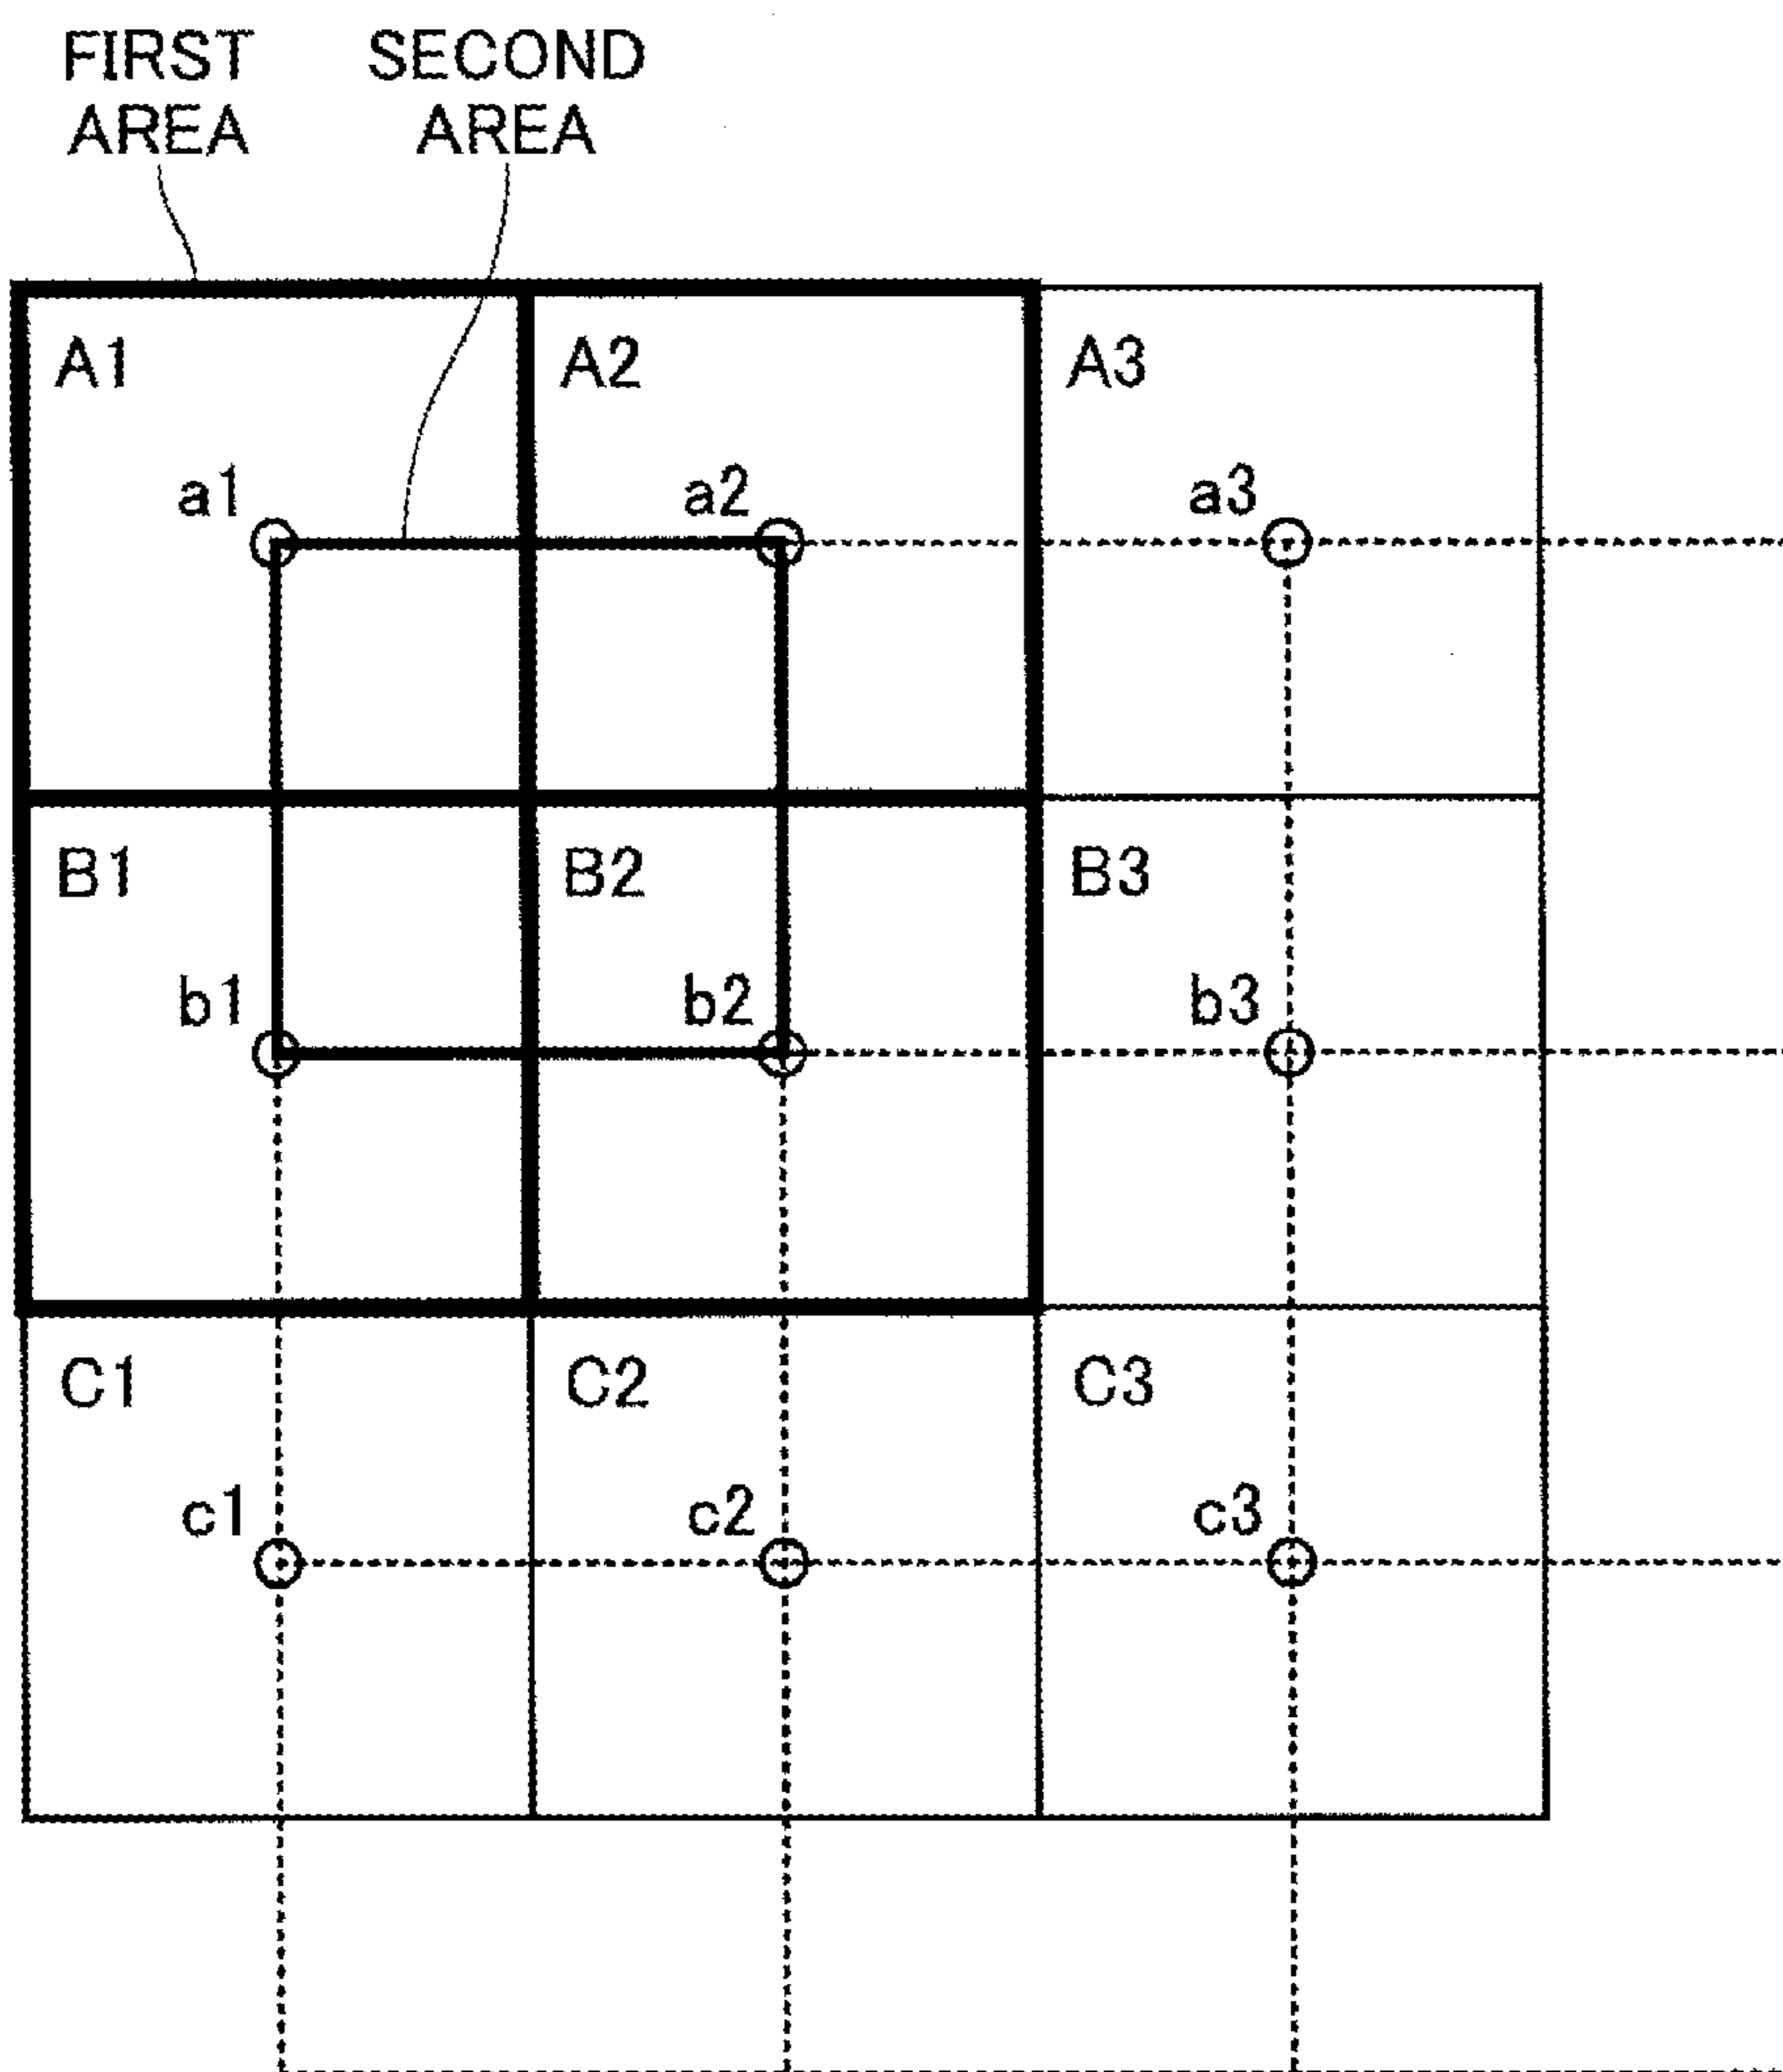 FIRST SECOND
AREA AREA
A1 A2 A3
a1 a2 a3
B1 B2 B3
b1 b2 b3
C1 C2 C3
c1 c2 c3